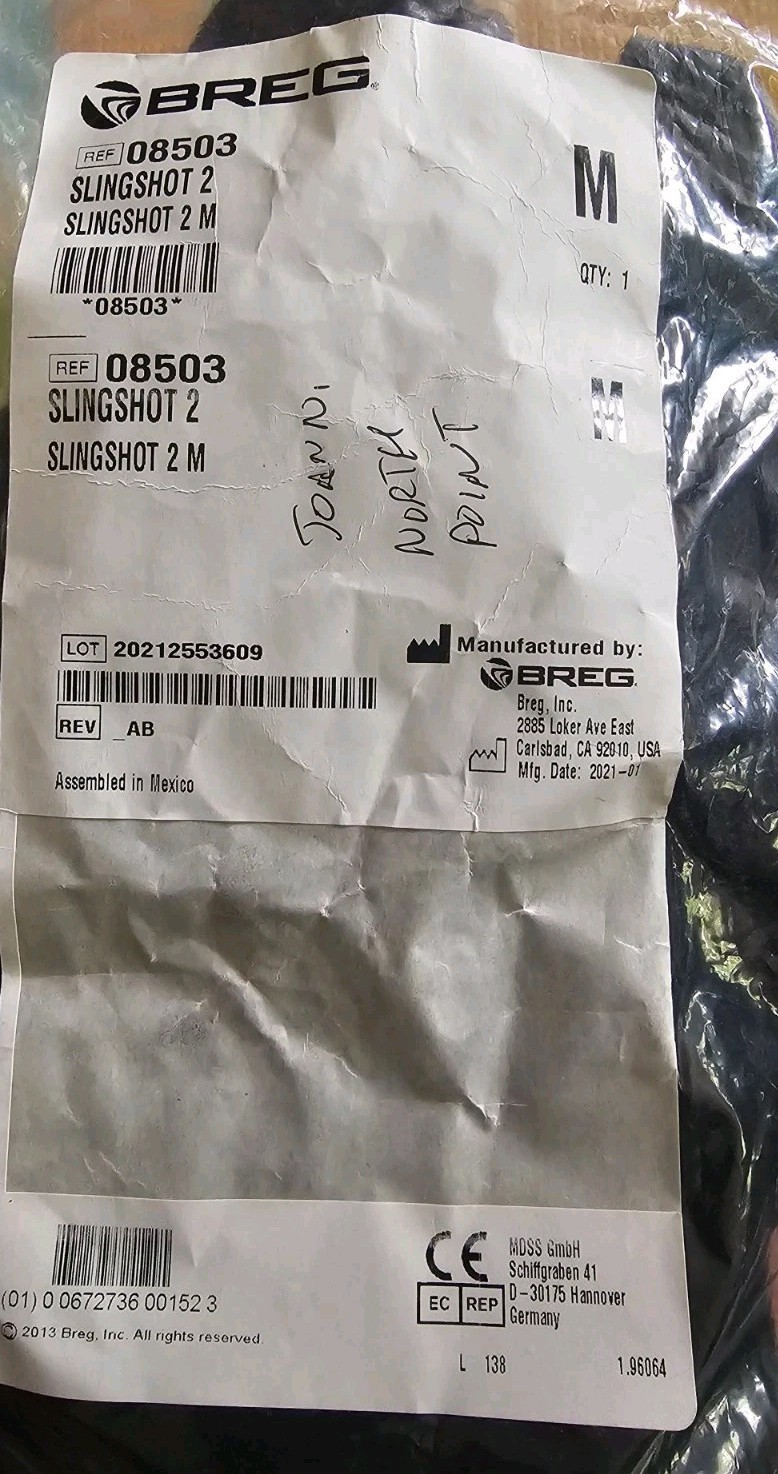 BREG
REF 08503
SLINGSHOT 2
SLINGSHOT 2 M
M
*08503*
QTY: 1
REF 08503
SLINGSHOT 2
SLINGSHOT 2 M
M
JOANNI
NORTH
POINT
LOT 20212553609
REV _AB
Assembled in Mexico
Manufactured by:
BREG
Breg, Inc.
2885 Loker Ave East
Carlsbad, CA 92010, USA
Mfg. Date: 2021-01
(01) 0 0672736 00152 3
© 2013 Breg, Inc. All rights reserved.
CE
EC REP
MDSS GmbH
Schiffgraben 41
D-30175 Hannover
Germany
L 138
1.96064